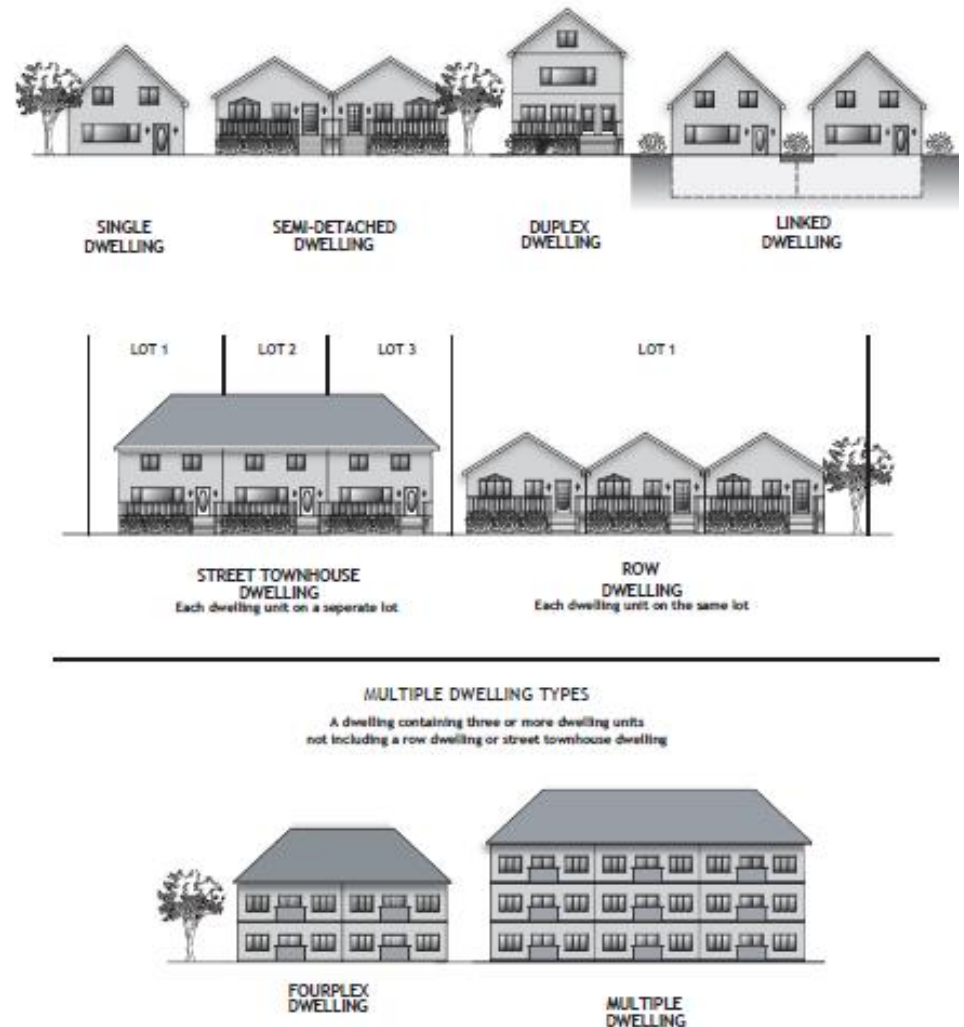 SINGLE
DWELLING
SEMI-DETACHED
DWELLING
DUPLEX
DWELLING
LINKED
DWELLING
LOT 1
LOT 2
LOT 3
LOT 1
STREET TOWNHOUSE
DWELLING
Each dwelling unit on a seperate lot
ROW
DWELLING
Each dwelling unit on the same lot
MULTIPLE DWELLING TYPES
A dwelling containing three or more dwelling units
not including a row dwelling or street townhouse dwelling
FOURPLEX
DWELLING
MULTIPLE
DWELLING